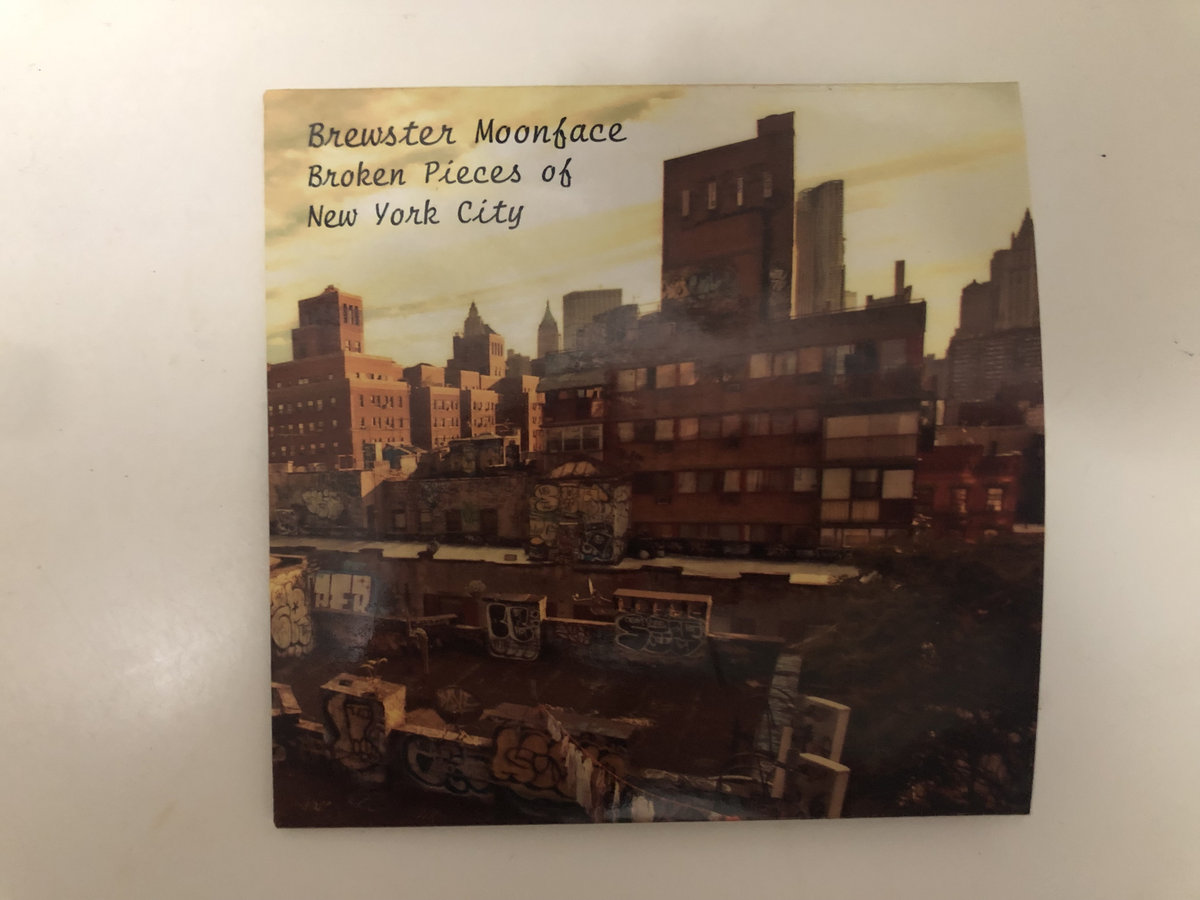 Brewster Moonface
Broken Pieces of
New York City